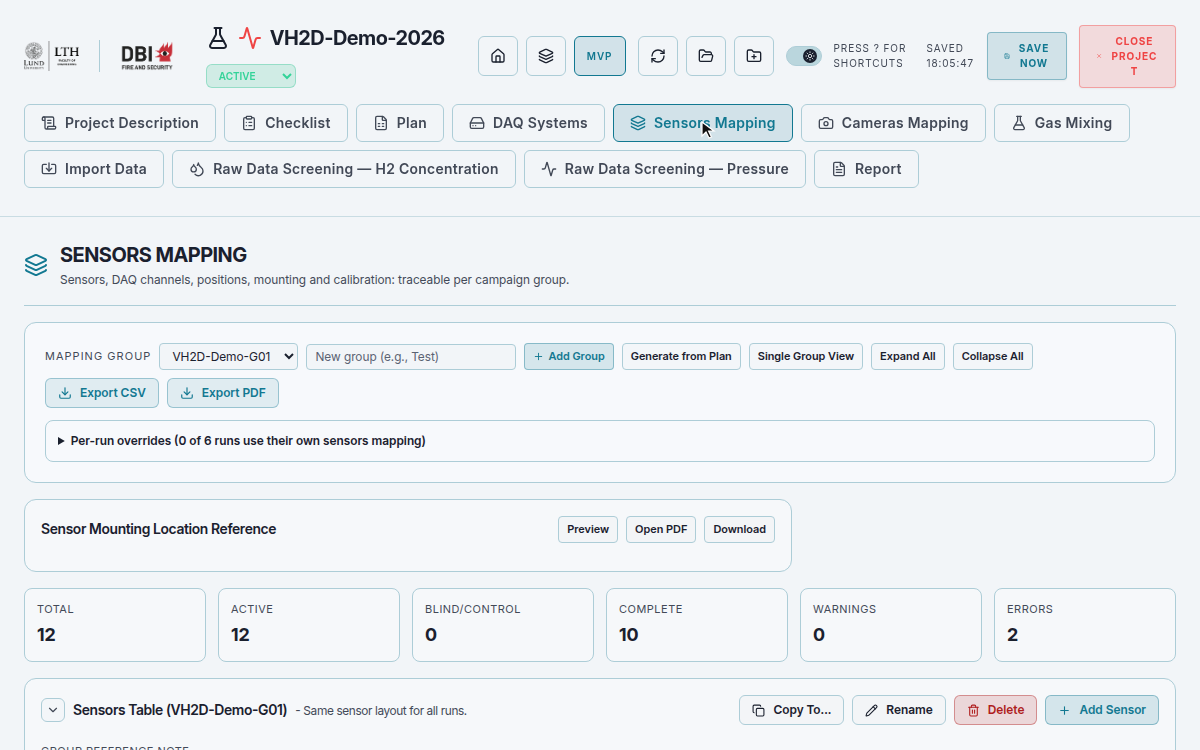 LUND
LTH
DBI
FIRE AND SECURITY
VH2D-Demo-2026
ACTIVE
MVP
PRESS ? FOR SHORTCUTS
SAVED 18:05:47
SAVE NOW
CLOSE
PROJEC
T
Project Description
Checklist
Plan
DAQ Systems
Sensors Mapping
Cameras Mapping
Gas Mixing
Import Data
Raw Data Screening — H2 Concentration
Raw Data Screening — Pressure
Report
SENSORS MAPPING
Sensors, DAQ channels, positions, mounting and calibration: traceable per campaign group.
MAPPING GROUP
VH2D-Demo-G01
New group (e.g., Test)
Add Group
Generate from Plan
Single Group View
Expand All
Collapse All
Export CSV
Export PDF
Per-run overrides (0 of 6 runs use their own sensors mapping)
Sensor Mounting Location Reference
Preview
Open PDF
Download
TOTAL
12
ACTIVE
12
BLIND/CONTROL
0
COMPLETE
10
WARNINGS
0
ERRORS
2
Sensors Table (VH2D-Demo-G01) - Same sensor layout for all runs.
Copy To...
Rename
Delete
Add Sensor
GROUP REFERENCE NOTE